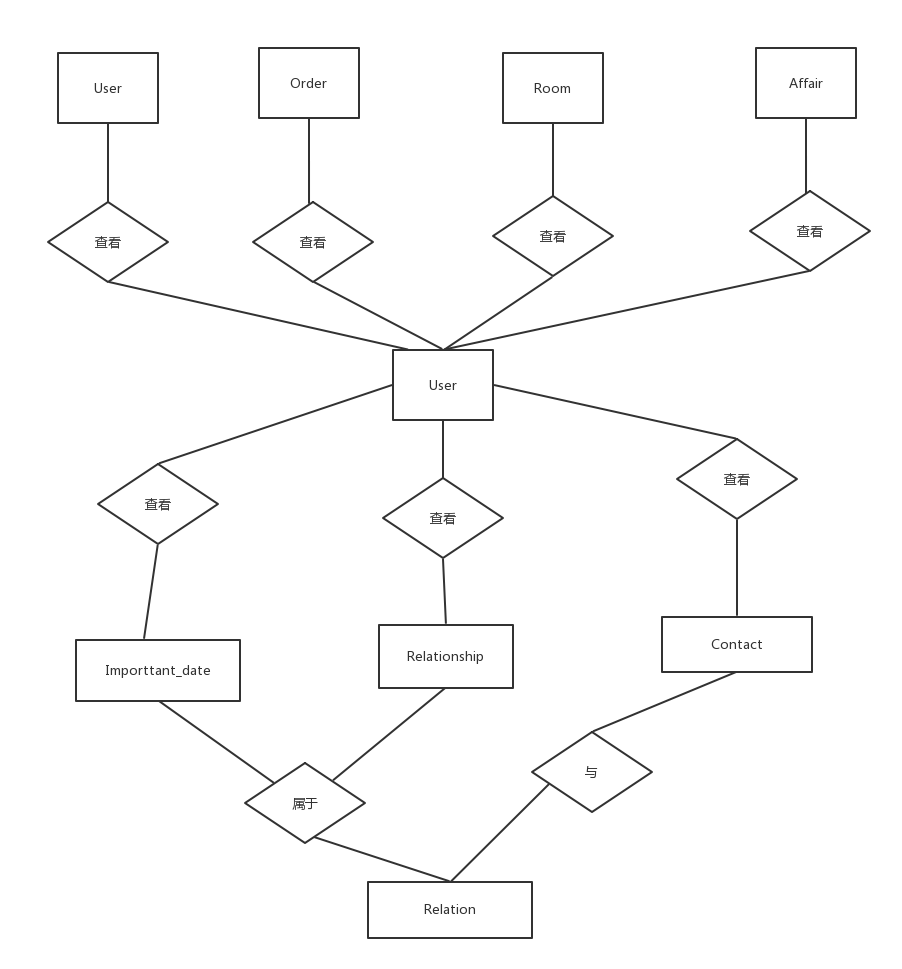 User
Order
Room
Affair
查看
查看
查看
查看
User
查看
查看
查看
Importtant_date
Relationship
Contact
属于
与
Relation